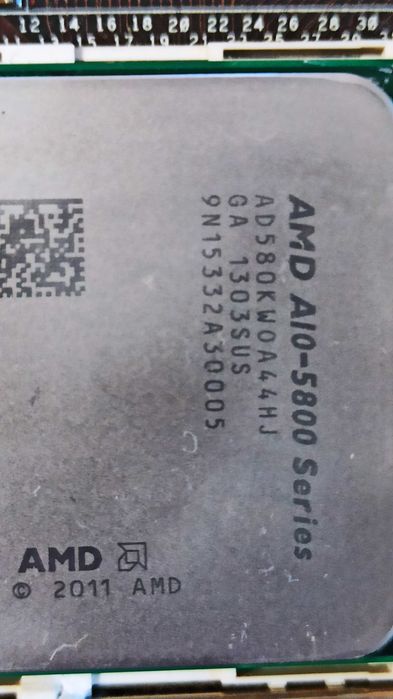 12 14 16 18 20 22 24 26 28 30
AMD A10-5800 Series
AD580KWOA44HJ
GA 1303SUS
9N15332A30005
AMD
© 2011 AMD